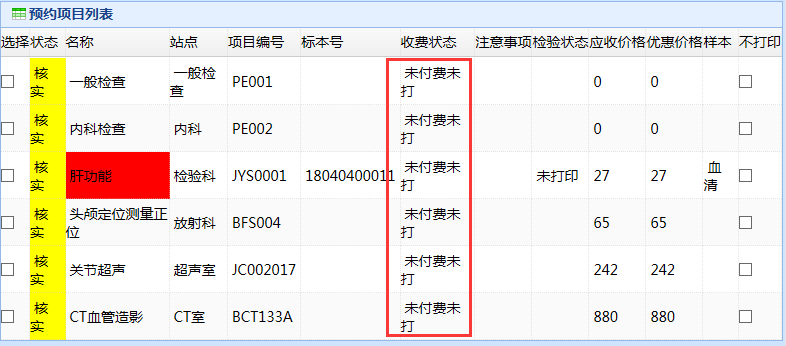 预约项目列表
选择 状态 名称 站点 项目编号 标本号 收费状态 注意事项 检验状态 应收价格 优惠价格 样本 不打印
核实 一般检查 一般检查 PE001 未付费未打 0 0
核实 内科检查 内科 PE002 未付费未打 0 0
核实 肝功能 检验科 JYS0001 18040400011 未付费未打 未打印 27 27 血清
核实 头颅定位测量正位 放射科 BFS004 未付费未打 65 65
核实 关节超声 超声室 JC002017 未付费未打 242 242
核实 CT血管造影 CT室 BCT133A 未付费未打 880 880